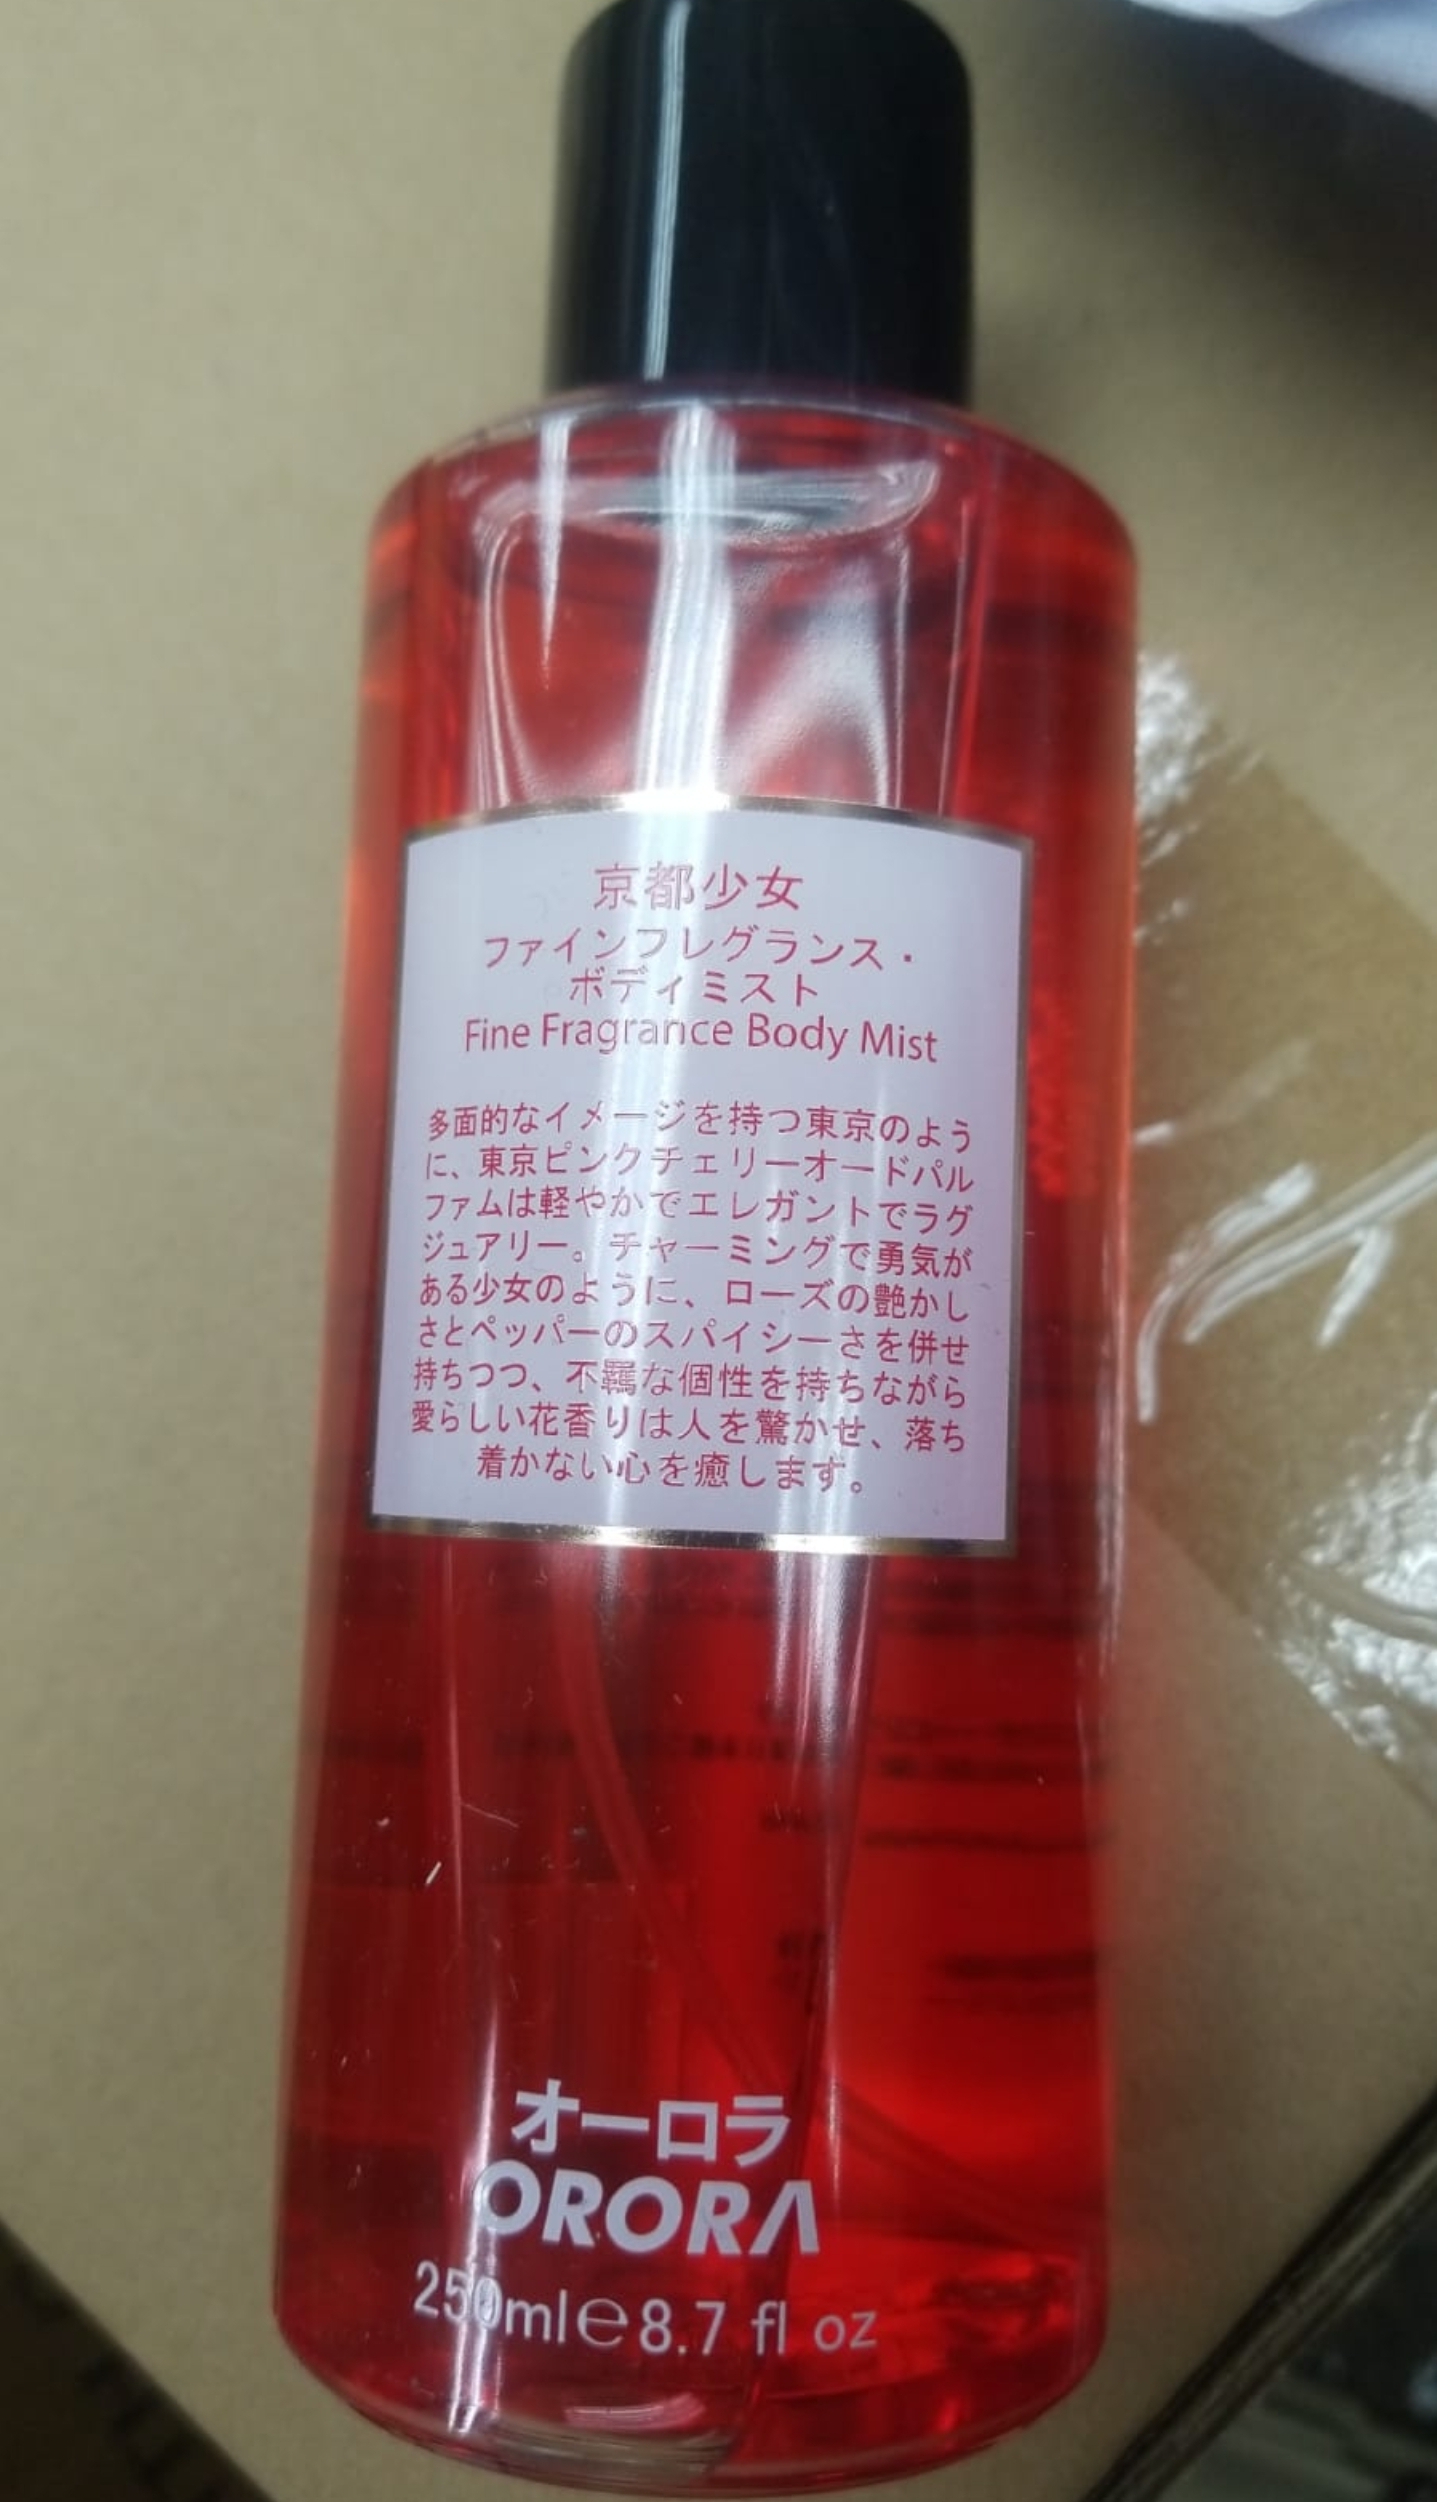 京都少女
ファインフレグランス・
ボディミスト
Fine Fragrance Body Mist
多面的なイメージを持つ東京のよう
に、東京ピンクチェリーオードパル
ファムは軽やかでエレガントでラグ
ジュアリー。チャーミングで勇気が
ある少女のように、ローズの艶かし
さとペッパーのスパイシーさを併せ
持ちつつ、不羈な個性を持ちながら
愛らしい花香りは人を驚かせ、落ち
着かない心を癒します。
オーロラ
ORORA
250ml℮8.7 fl oz